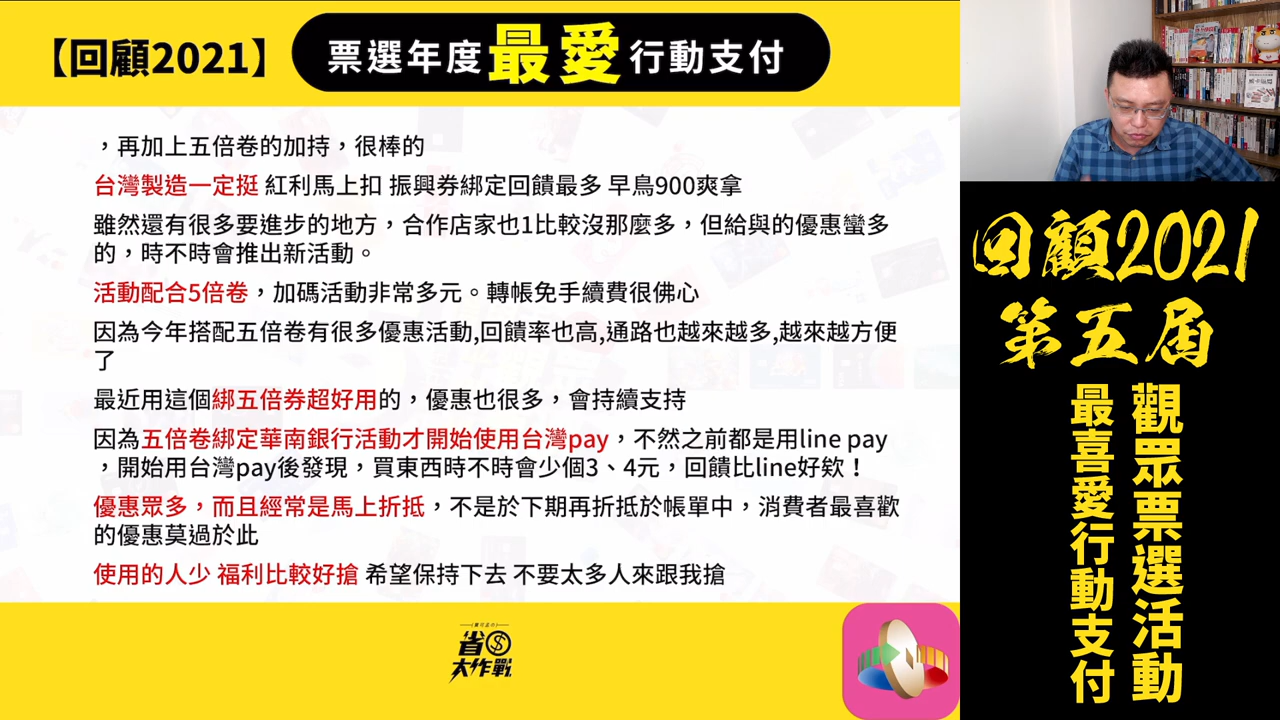 【回顧2021】
票選年度最愛行動支付
，再加上五倍卷的加持，很棒的
台灣製造一定挺 紅利馬上扣 振興券綁定回饋最多 早鳥900爽拿
雖然還有很多要進步的地方，合作店家也1比較沒那麼多，但給與的優惠蠻多
的，時不時會推出新活動。
活動配合5倍卷，加碼活動非常多元。轉帳免手續費很佛心
因為今年搭配五倍卷有很多優惠活動,回饋率也高,通路也越來越多,越來越方便
了
最近用這個綁五倍券超好用的，優惠也很多，會持續支持
因為五倍卷綁定華南銀行活動才開始使用台灣pay，不然之前都是用line pay
，開始用台灣pay後發現，買東西時不時會少個3、4元，回饋比line好欸！
優惠眾多，而且經常是馬上折抵，不是於下期再折抵於帳單中，消費者最喜歡
的優惠莫過於此
使用的人少 福利比較好搶 希望保持下去 不要太多人來跟我搶
省$
大作戰
回顧2021
第五屆
觀眾票選活動
最喜愛行動支付